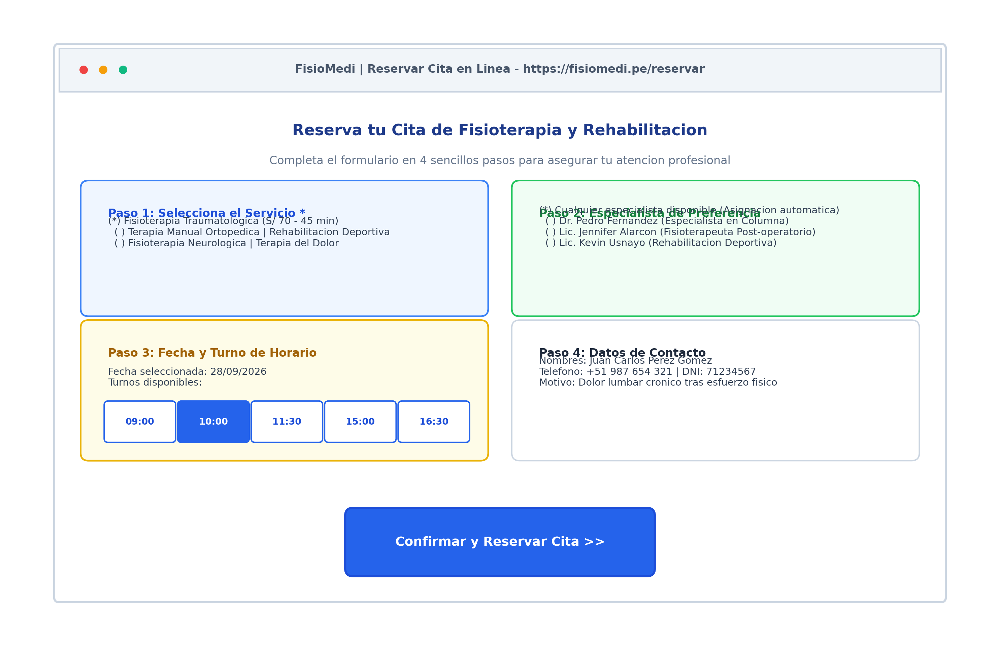 FisioMedi | Reservar Cita en Linea - https://fisiomedi.pe/reservar
Reserva tu Cita de Fisioterapia y Rehabilitacion
Completa el formulario en 4 sencillos pasos para asegurar tu atencion profesional
Paso 1: Selecciona el Servicio *
(*) Fisioterapia Traumatologica (S/ 70 - 45 min)
( ) Terapia Manual Ortopedica | Rehabilitacion Deportiva
( ) Fisioterapia Neurologica | Terapia del Dolor
Paso 2: Especialista de Preferencia
(*) Cualquier especialista disponible (Asignacion automatica)
( ) Dr. Pedro Fernandez (Especialista en Columna)
( ) Lic. Jennifer Alarcon (Fisioterapeuta Post-operatorio)
( ) Lic. Kevin Usnayo (Rehabilitacion Deportiva)
Paso 3: Fecha y Turno de Horario
Fecha seleccionada: 28/09/2026
Turnos disponibles:
09:00
10:00
11:30
15:00
16:30
Paso 4: Datos de Contacto
Nombres: Juan Carlos Perez Gomez
Telefono: +51 987 654 321 | DNI: 71234567
Motivo: Dolor lumbar cronico tras esfuerzo fisico
Confirmar y Reservar Cita >>